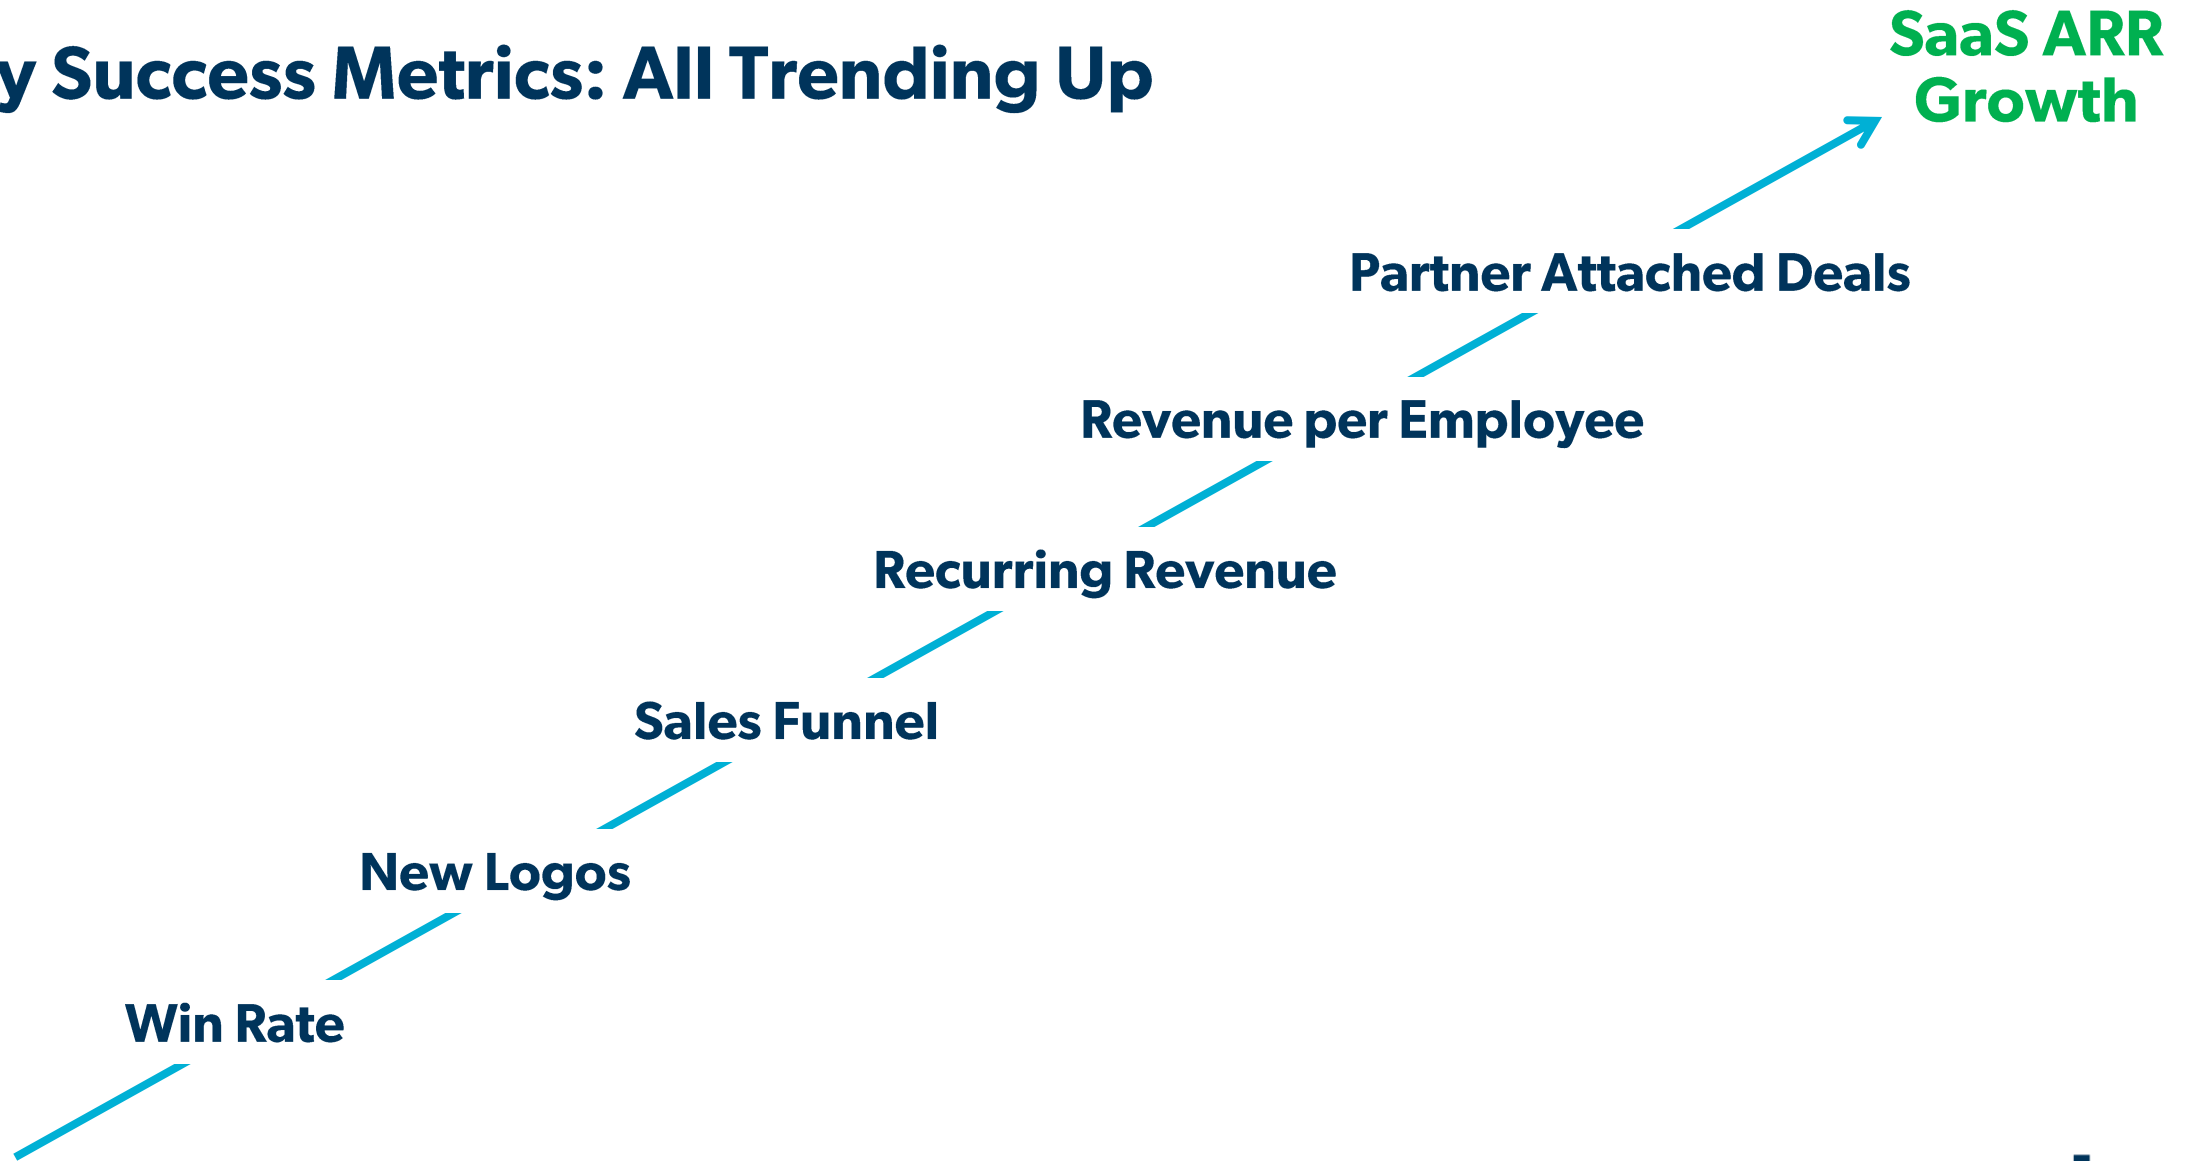 y Success Metrics: All Trending Up
SaaS ARR
Growth
Partner Attached Deals
Revenue per Employee
Recurring Revenue
Sales Funnel
New Logos
Win Rate